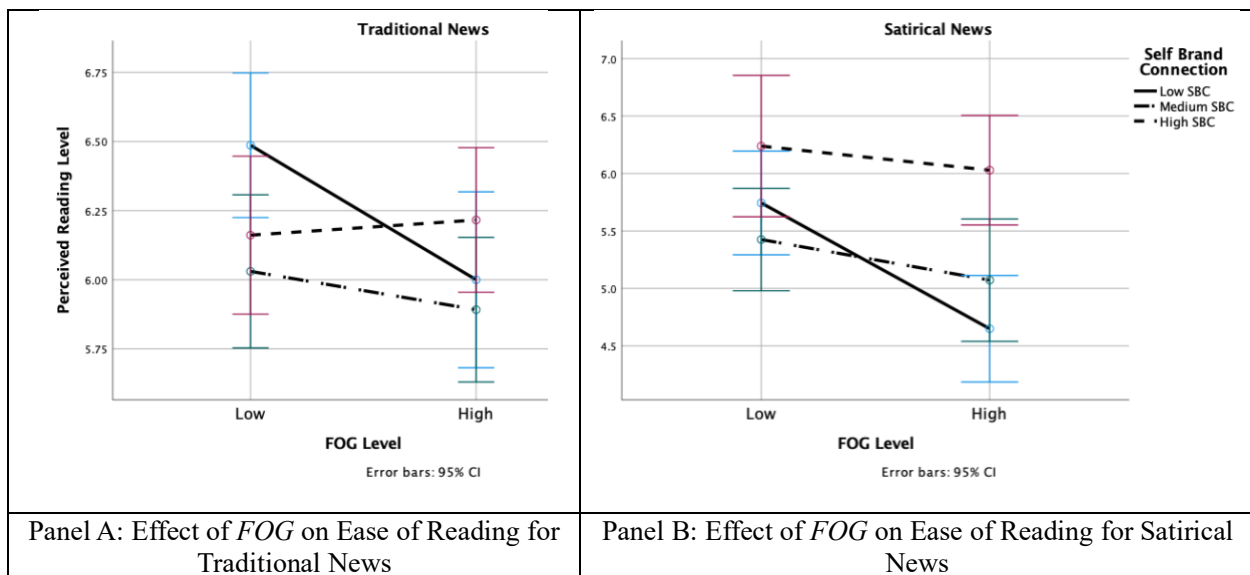 Traditional News
Perceived Reading Level
6.75
6.50
6.25
6.00
5.75
Low
High
FOG Level
Error bars: 95% CI
Satirical News
7.0
6.5
6.0
5.5
5.0
4.5
Low
High
FOG Level
Error bars: 95% CI
Self Brand
Connection
Low SBC
Medium SBC
High SBC
Panel A: Effect of FOG on Ease of Reading for
Traditional News
Panel B: Effect of FOG on Ease of Reading for Satirical
News